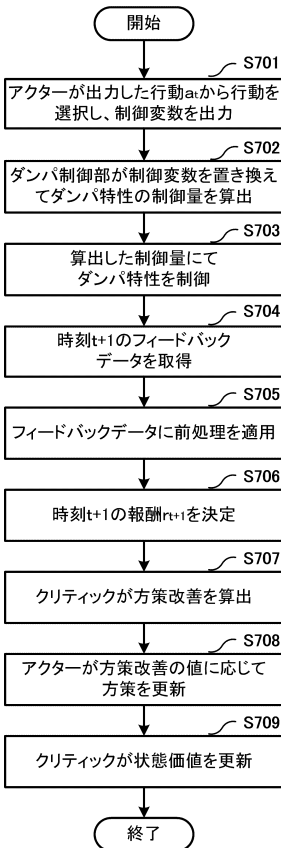 開始
S701
アクターが出力した行動atから行動を
選択し、制御変数を出力
S702
ダンパ制御部が制御変数を置き換え
てダンパ特性の制御量を算出
S703
算出した制御量にて
ダンパ特性を制御
S704
時刻t+1のフィードバック
データを取得
S705
フィードバックデータに前処理を適用
S706
時刻t+1の報酬rt+1を決定
S707
クリティックが方策改善を算出
S708
アクターが方策改善の値に応じて
方策を更新
S709
クリティックが状態価値を更新
終了